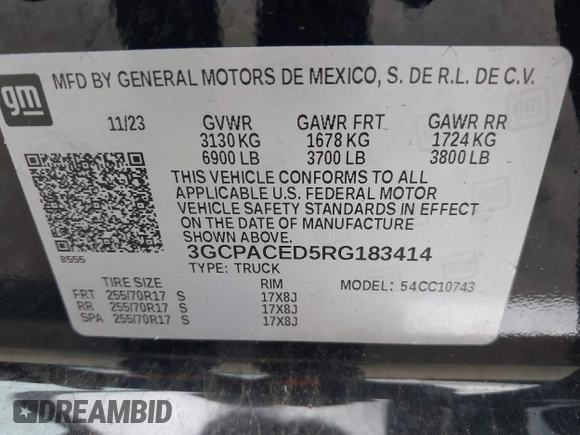 gm
MFD BY GENERAL MOTORS DE MEXICO, S. DE R.L. DE C.V.
11/23 GVWR GAWR FRT GAWR RR
3130 KG 1678 KG 1724 KG
6900 LB 3700 LB 3800 LB
THIS VEHICLE CONFORMS TO ALL
APPLICABLE U.S. FEDERAL MOTOR
VEHICLE SAFETY STANDARDS IN EFFECT
ON THE DATE OF MANUFACTURE
SHOWN ABOVE.
8555 3GCPACED5RG183414
TYPE: TRUCK
TIRE SIZE RIM MODEL: 54CC10743
FRT 255/70R17 S 17X8J
RR 255/70R17 S 17X8J
SPA 255/70R17 S 17X8J
DREAMBID